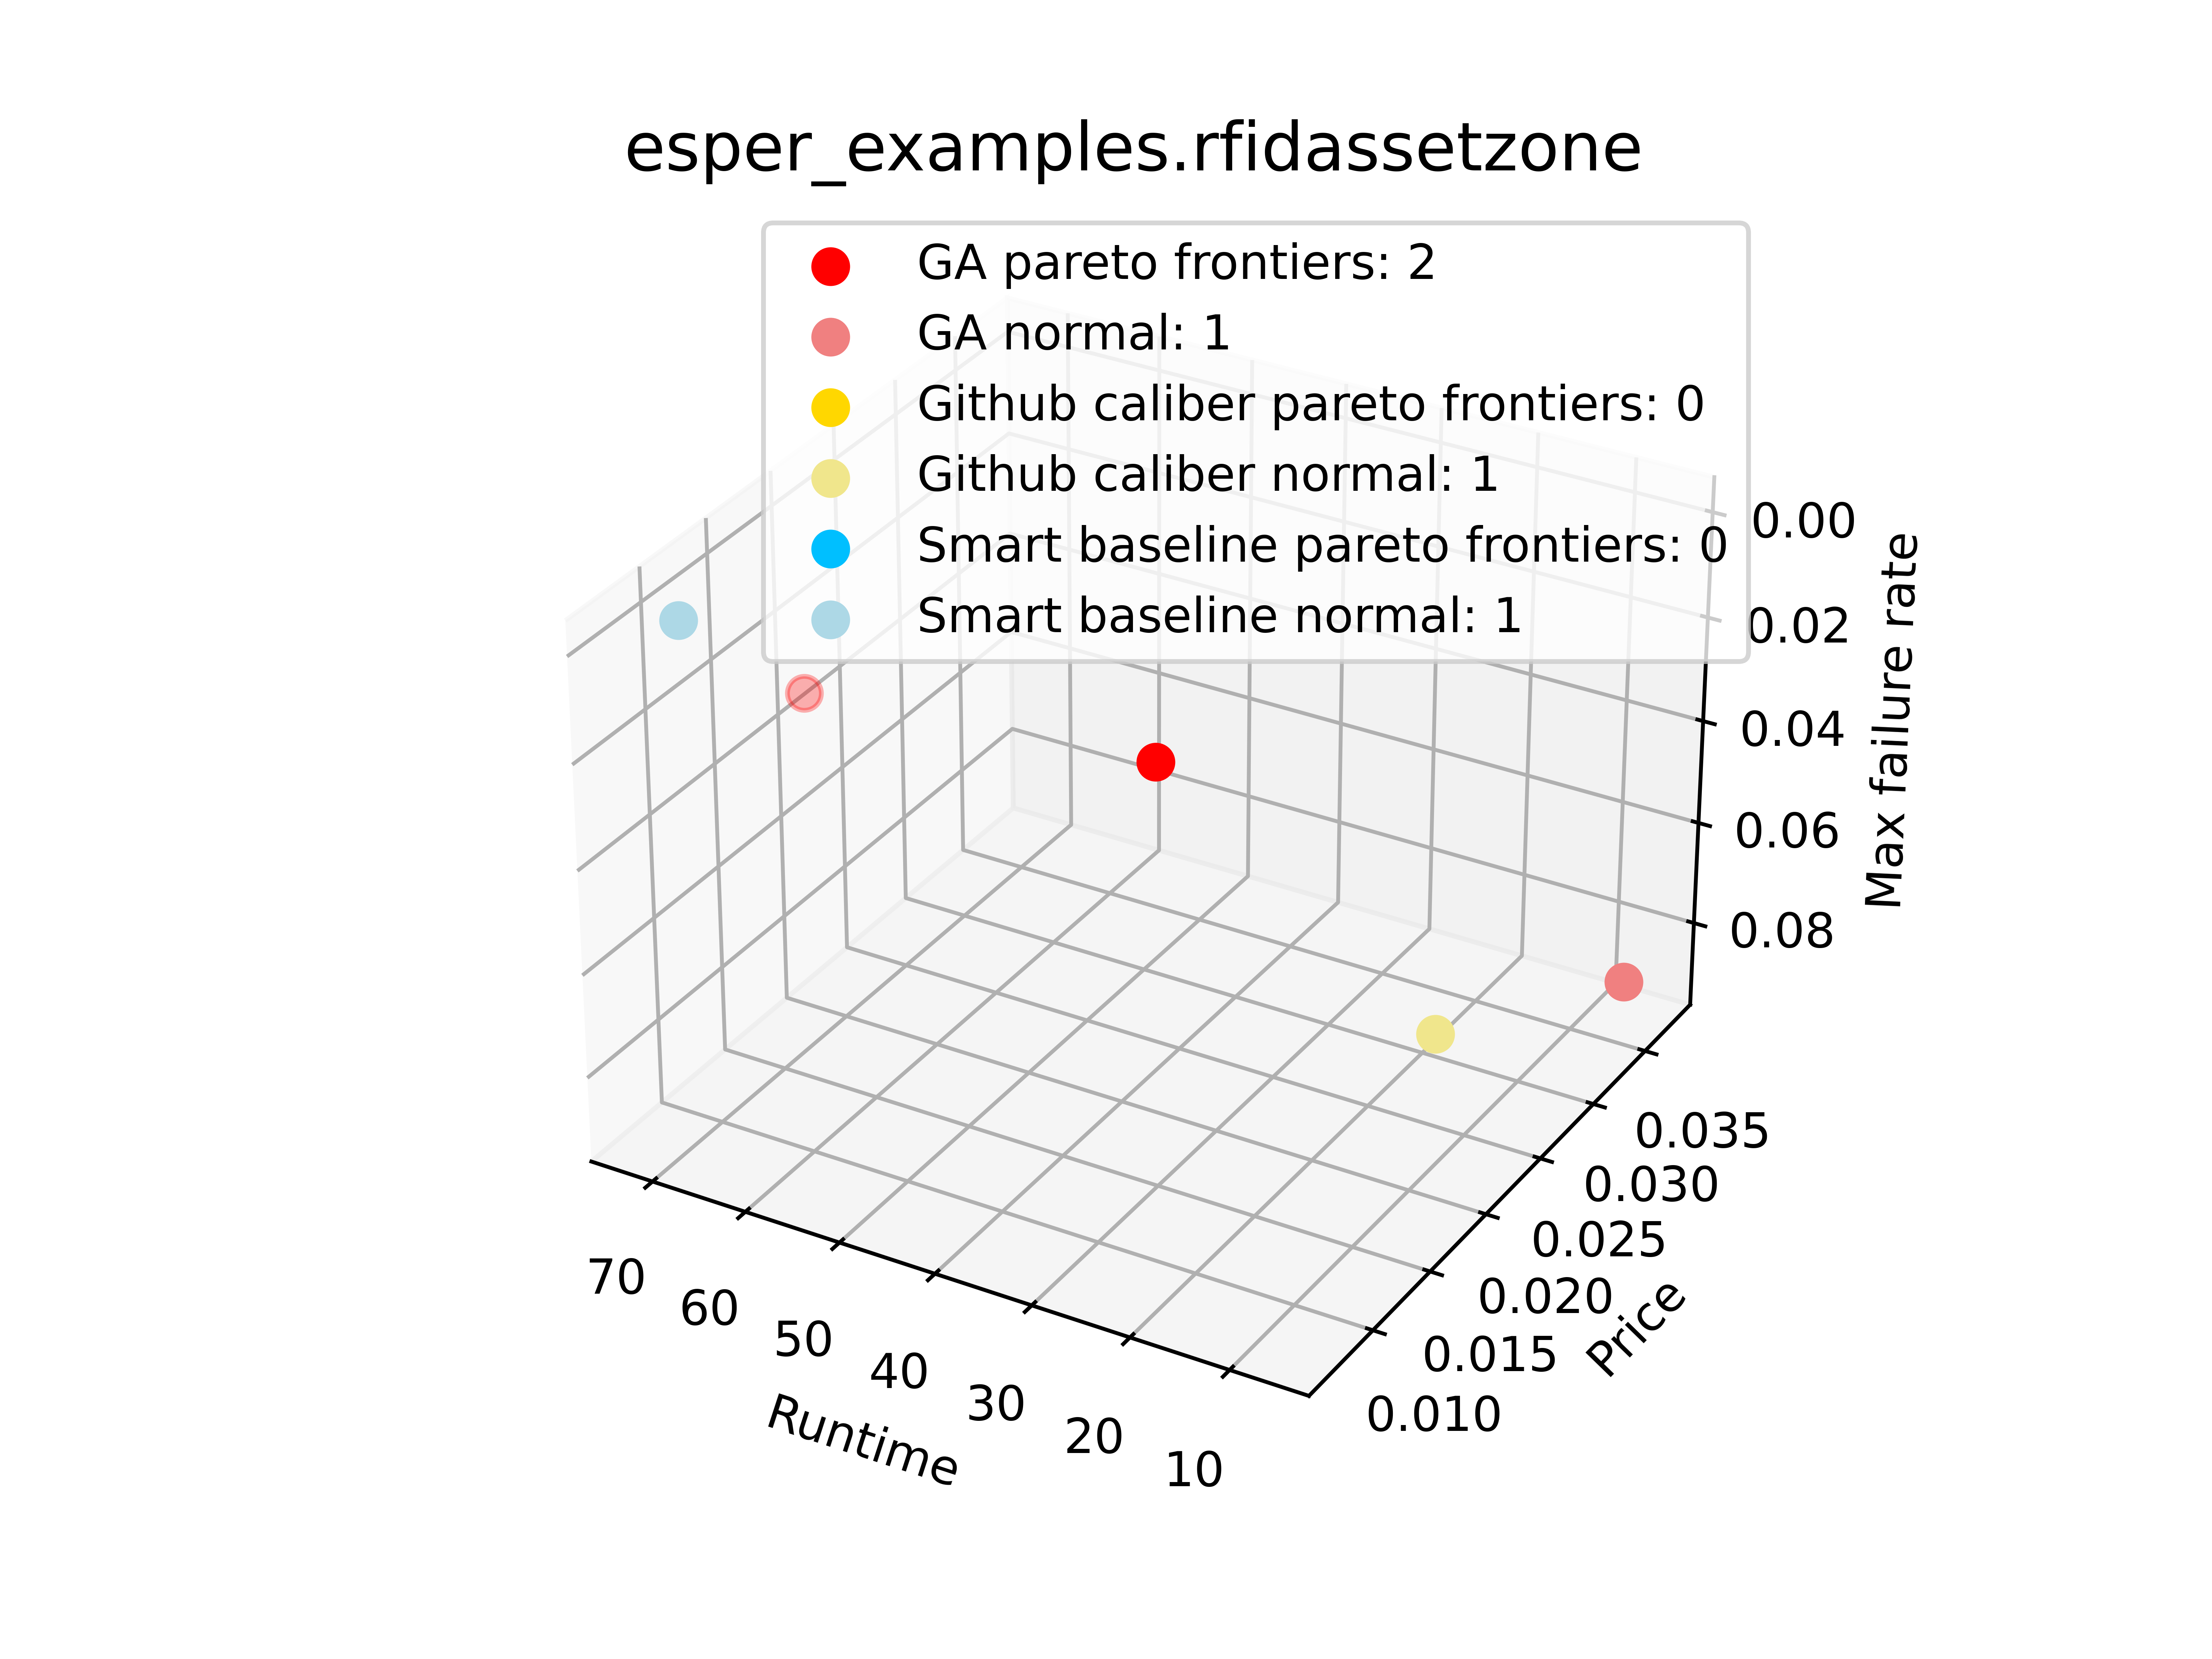 esper_examples.rfidassetzone
GA pareto frontiers: 2
GA normal: 1
Github caliber pareto frontiers: 0
Github caliber normal: 1
Smart baseline pareto frontiers: 0
Smart baseline normal: 1
0.00
0.02
0.04
0.06
0.08
Max failure rate
0.035
0.030
0.025
0.020
0.015
0.010
Price
70
60
50
40
30
20
10
Runtime